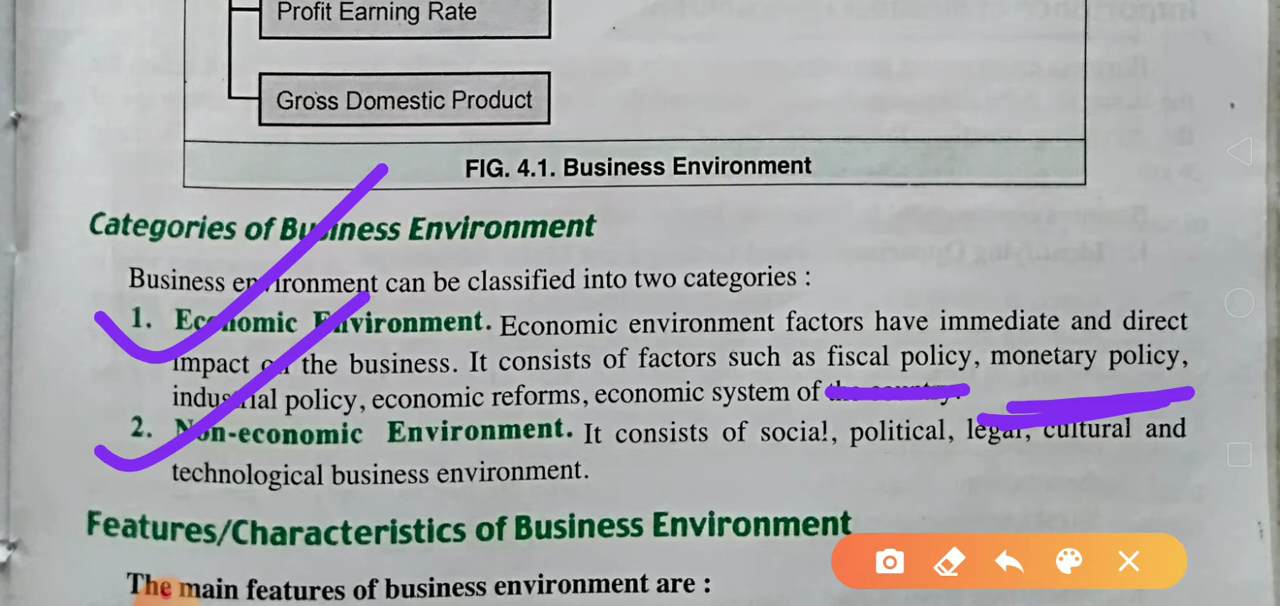 Profit Earning Rate
Gross Domestic Product
FIG. 4.1. Business Environment
Categories of Business Environment
Business environment can be classified into two categories :
1. Economic Environment. Economic environment factors have immediate and direct
impact on the business. It consists of factors such as fiscal policy, monetary policy,
industrial policy, economic reforms, economic system of the country.
2. Non-economic Environment. It consists of social, political, legal, cultural and
technological business environment.
Features/Characteristics of Business Environment
The main features of business environment are :